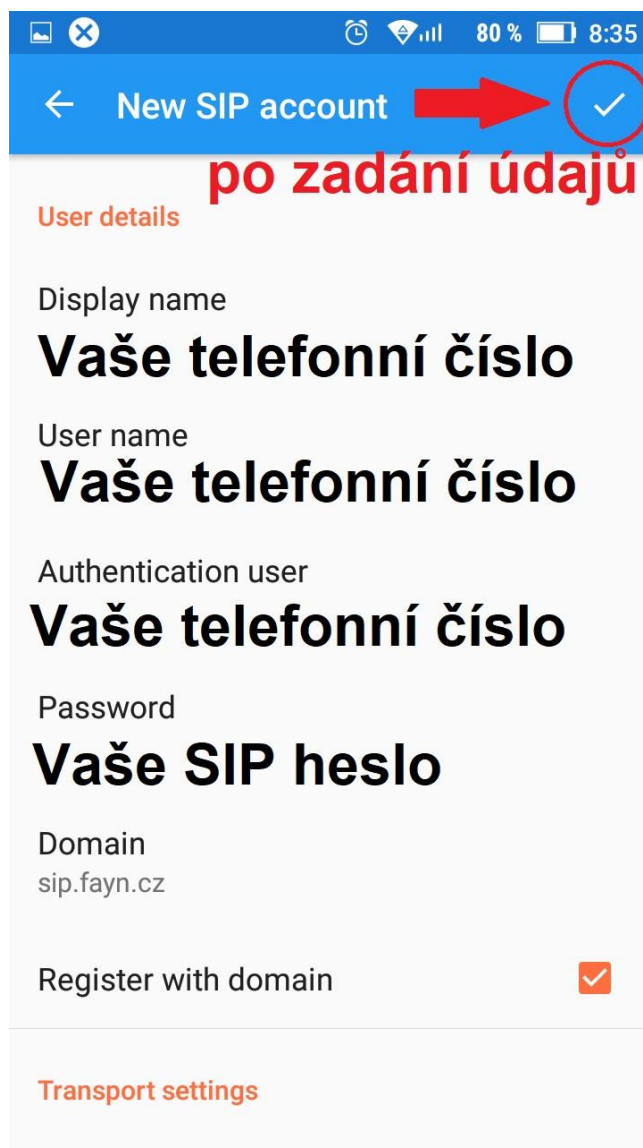 80 % 8:35
New SIP account
po zadání údajů
User details
Display name
Vaše telefonní číslo
User name
Vaše telefonní číslo
Authentication user
Vaše telefonní číslo
Password
Vaše SIP heslo
Domain
sip.fayn.cz
Register with domain
Transport settings